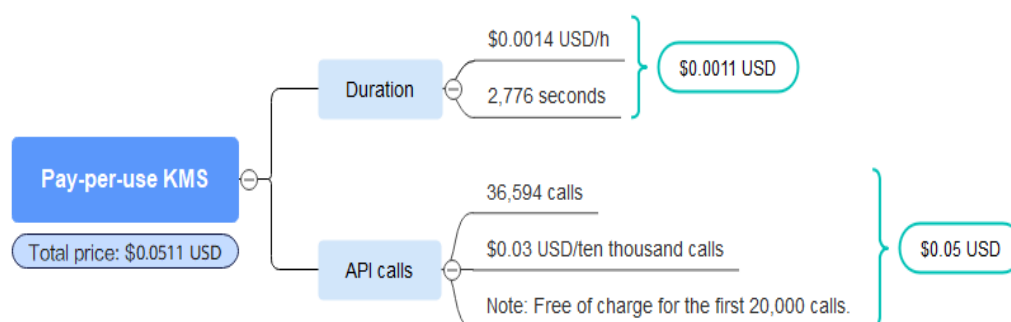 Pay-per-use KMS
Total price: $0.0511 USD
Duration
$0.0014 USD/h
2,776 seconds
$0.0011 USD
API calls
36,594 calls
$0.03 USD/ten thousand calls
Note: Free of charge for the first 20,000 calls.
$0.05 USD